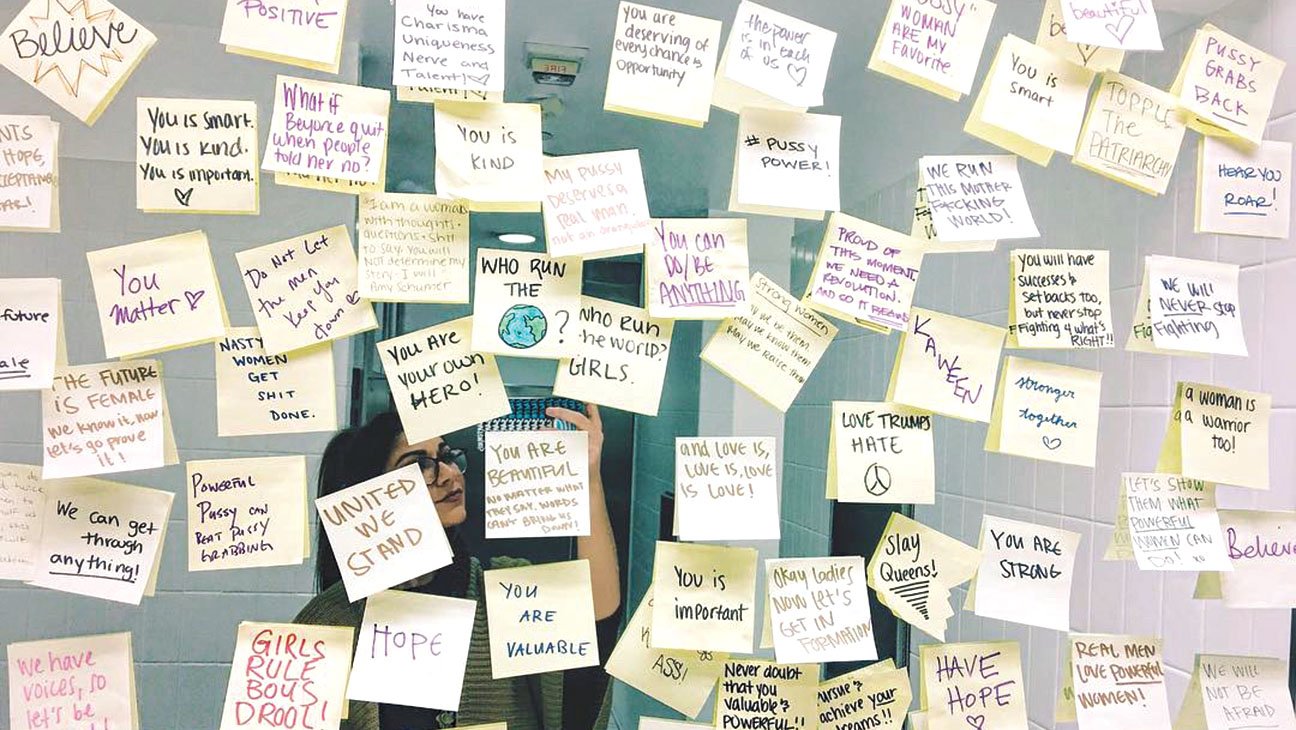 Believe
POSITIVE
You have
Charisma
Uniqueness
Nerve and
Talent!
Talent!
You are
deserving of
every chance &
opportunity
the power
is in each
of us
WOMAN
ARE MY
FAVORITE
beautiful
be
You is
smart
TOPPLE
The
PATRIARCHY
PUSSY
GRABS
BACK
HOPE,
You is smart.
You is kind.
You is important.
What if
Beyonce quit
when people
told her no?
You is
KIND
# PUSSY
POWER!
MY PUSSY
Deserves a
real man.
not an orangutan
WE RUN
THIS MOTHER
F*CKING
WORLD!
HEAR YOU
ROAR!
You
matter
Do Not Let
the men
Keep You
down
"I am a woman
with thoughts &
questions & shit
to say. You will
Not determine my
story - I will"
Amy Schumer
WHO RUN
THE
?
You can
DO/BE
ANYTHING
PROUD OF
THIS MOMENT.
WE NEED A
REVOLUTION.
AND SO IT BEGINS
You will have
successes &
setbacks too,
but never stop
Fighting 4 what's
RIGHT!!
WE WILL
NEVER stop
Fighting
future
ale
NASTY
WOMEN
GET
SHIT
DONE.
You Are
your own
HERO!
WHO RUN
the WORLD?
GIRLS.
Strong Women
May we be them
May we know them
May we raise them
KAWEEN
stronger
together
a woman is
a warrior
too!
THE FUTURE
IS FEMALE
WE KNOW IT, NOW
let's go prove
it!
LOVE TRUMPS
HATE
We can get
through
anything!
POWERFUL
PUSSY CAN
BEAT PUSSY
GRABBING
UNITED
WE
STAND
YOU ARE
BEAUTIFUL
NO MATTER WHAT
THEY SAY. WORDS
CAN'T BRING US
DOWN!
and LOVE is,
LOVE is, LOVE
is LOVE!
LET'S SHOW
THEM WHAT
POWERFUL
WOMEN CAN
DO! xo
Believe
Slay
Queens!
YOU ARE
STRONG
YOU
ARE
VALUABLE
You is
important
Okay ladies
NOW let's
GET IN
FORMATION
ASS!
we have
voices, so
let's be
GIRLS
RULE
BOYS
DROOL!
HOPE
Never doubt
that you
valuable &
POWERFUL!!
Pursue &
achieve your
dreams!!
HAVE
HOPE
REAL MEN
LOVE POWERFUL
WOMEN!
WE WILL
NOT BE
AFRAID